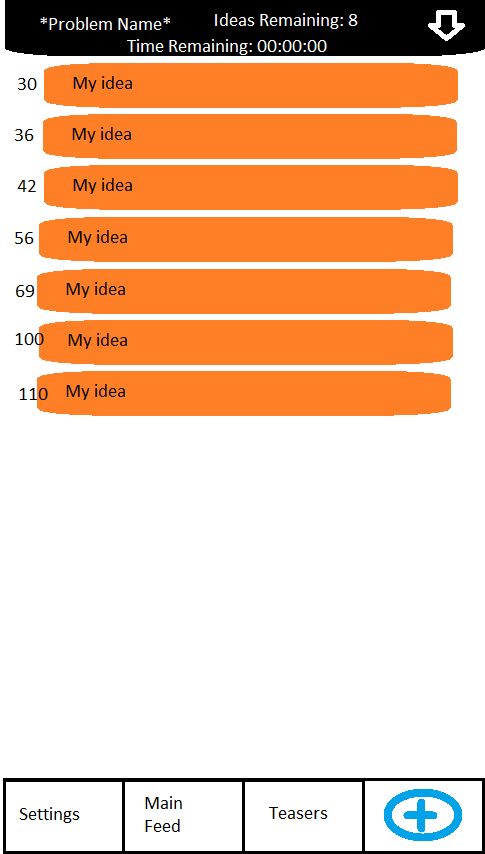 *Problem Name* Ideas Remaining: 8
Time Remaining: 00:00:00
30 My idea
36 My idea
42 My idea
56 My idea
69 My idea
100 My idea
110 My idea
Settings
Main
Feed
Teasers